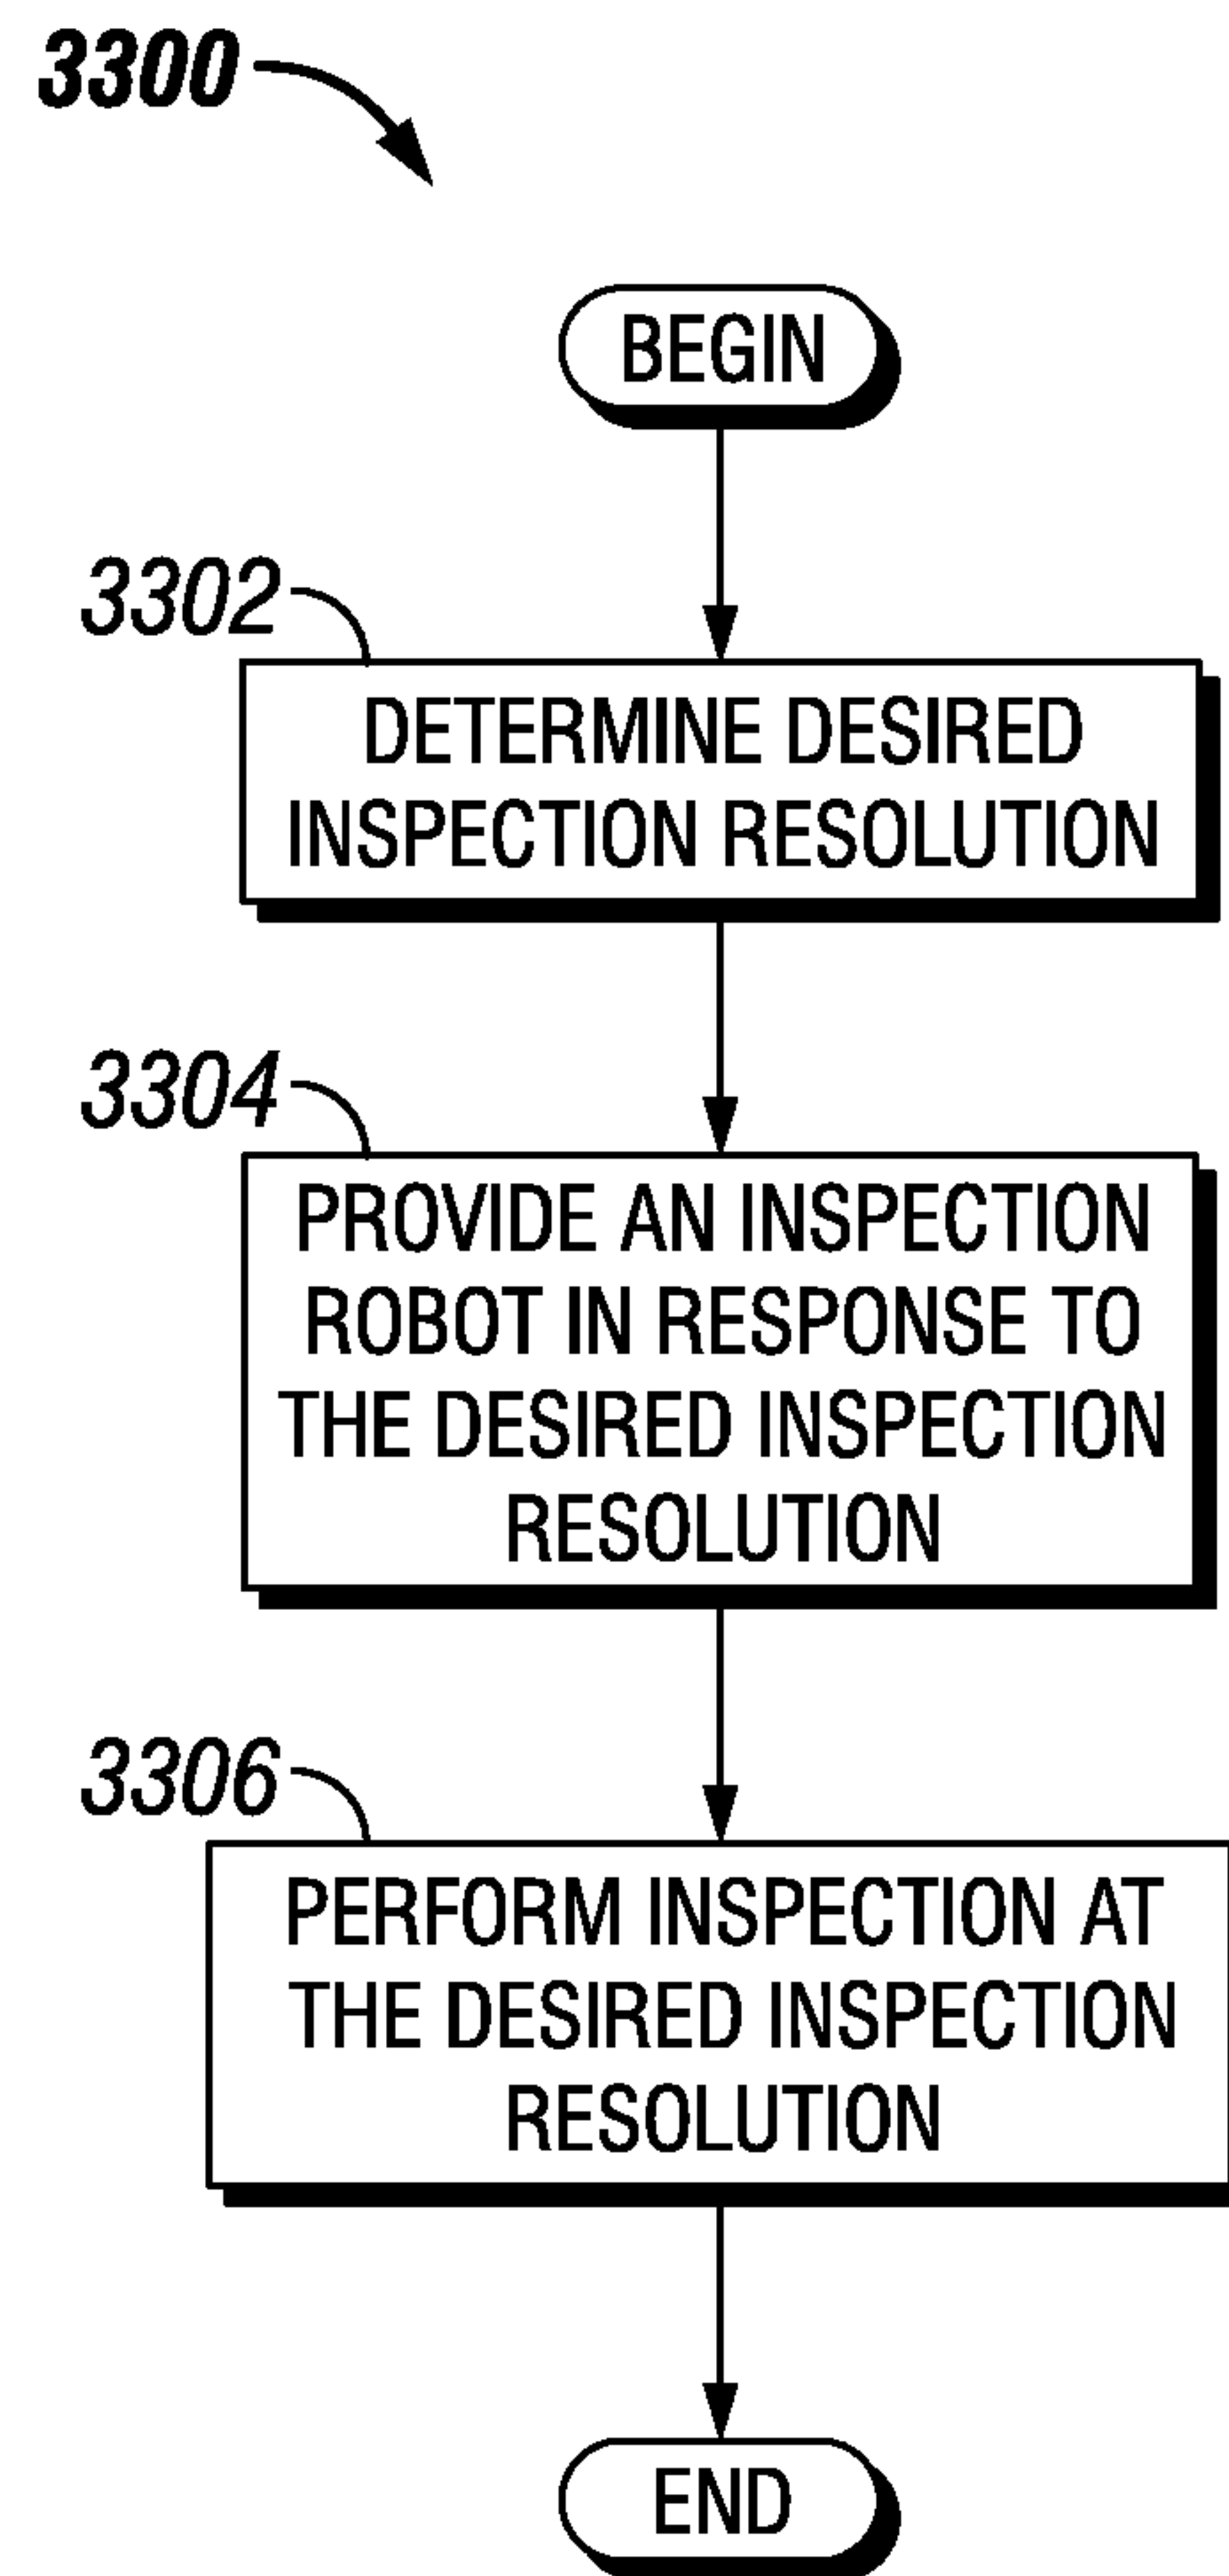 3300
BEGIN
3302
DETERMINE DESIRED
INSPECTION RESOLUTION
3304
PROVIDE AN INSPECTION
ROBOT IN RESPONSE TO
THE DESIRED INSPECTION
RESOLUTION
3306
PERFORM INSPECTION AT
THE DESIRED INSPECTION
RESOLUTION
END